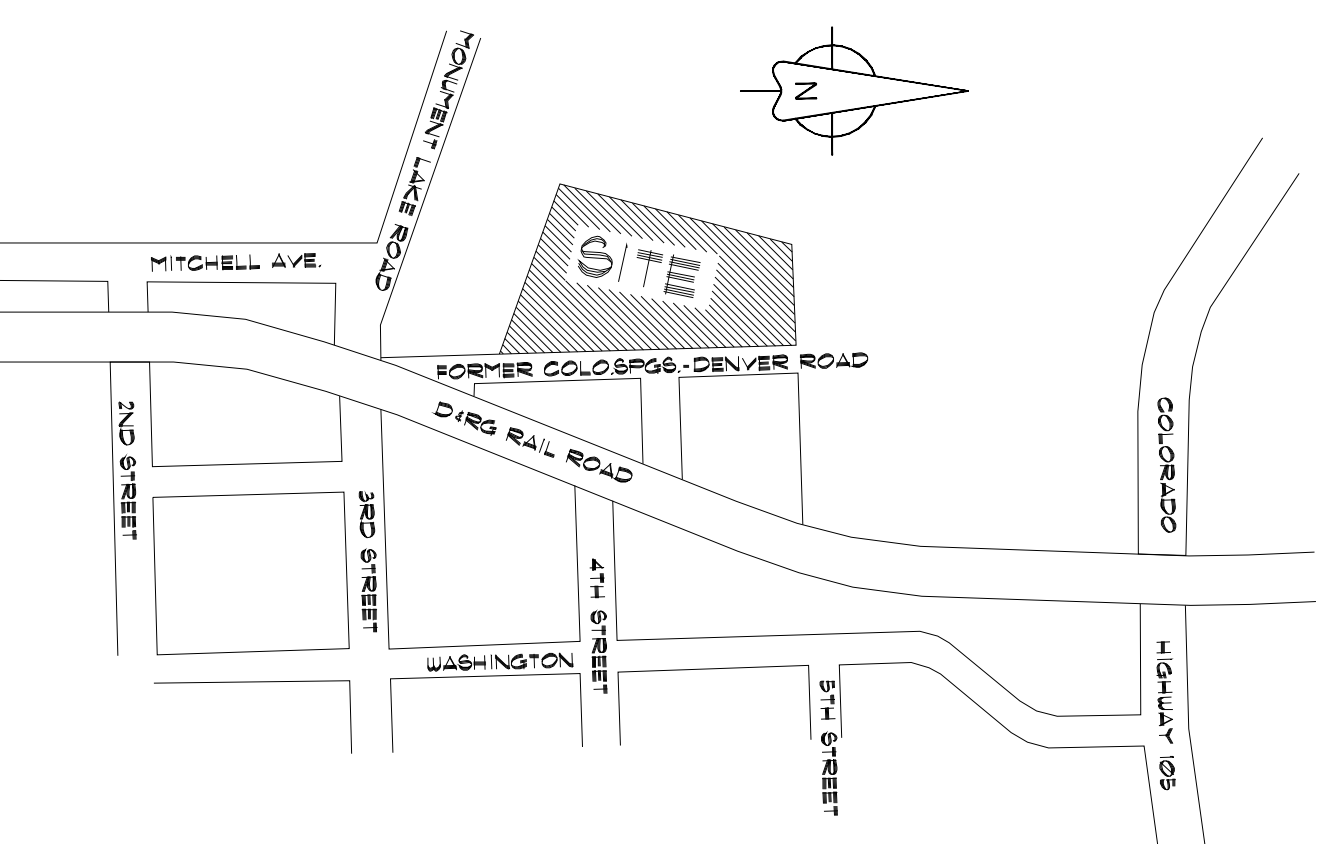 MONUMENT LAKE ROAD
N
SITE
MITCHELL AVE.
FORMER COLO.SPGS.-DENVER ROAD
D&RG RAIL ROAD
2ND STREET
3RD STREET
4TH STREET
WASHINGTON
5TH STREET
COLORADO
HIGHWAY 105